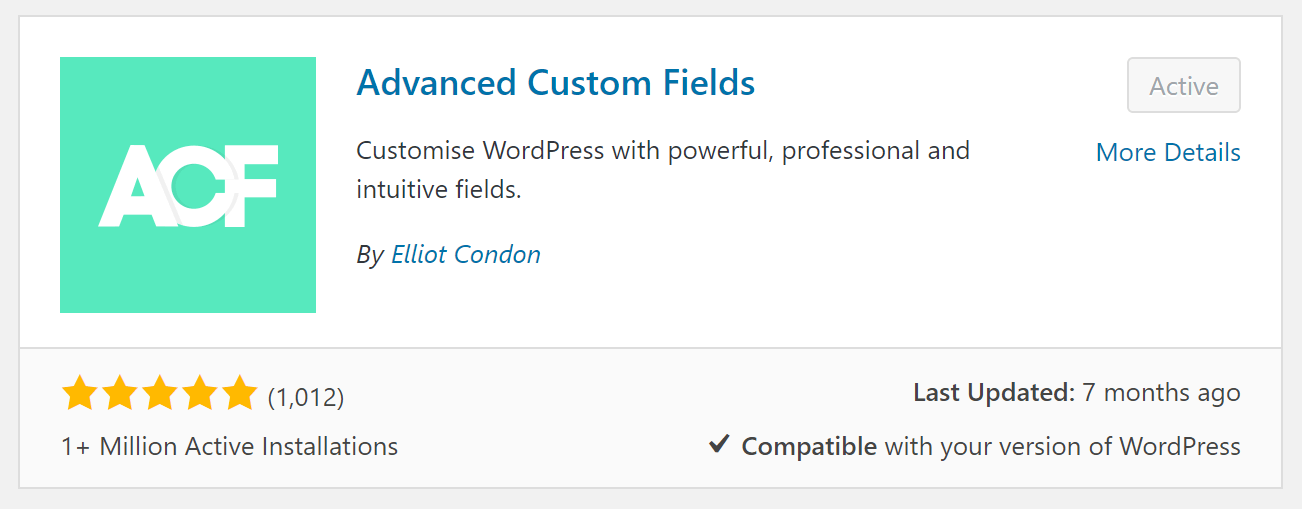 ACF
Advanced Custom Fields
Active
Customise WordPress with powerful, professional and
intuitive fields.
More Details
By Elliot Condon
(1,012)
Last Updated: 7 months ago
1+ Million Active Installations
Compatible with your version of WordPress